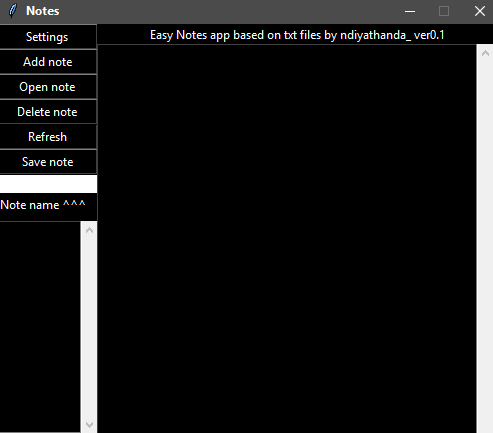 Notes
Settings
Easy Notes app based on txt files by ndiyathanda_ ver0.1
Add note
Open note
Delete note
Refresh
Save note
Note name ^^^